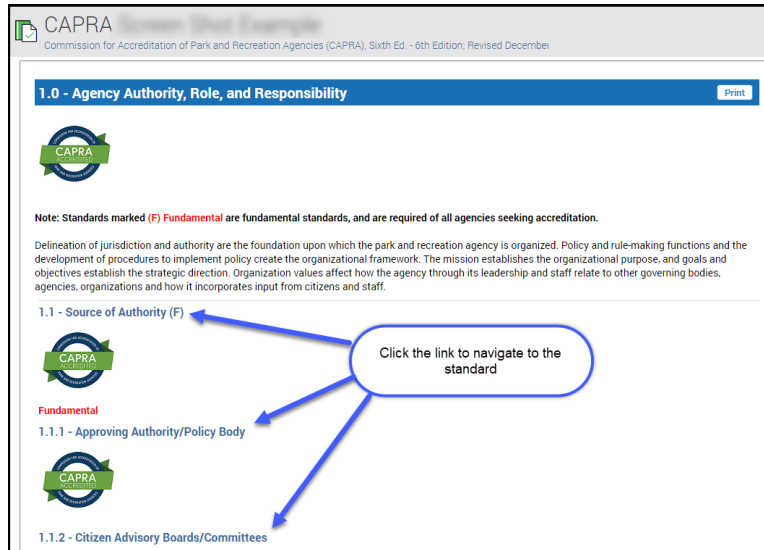 CAPRA Screen Shot Example
Commission for Accreditation of Park and Recreation Agencies (CAPRA), Sixth Ed. - 6th Edition; Revised December
1.0 - Agency Authority, Role, and Responsibility
Print
CAPRA
ACCREDITED
Note: Standards marked (F) Fundamental are fundamental standards, and are required of all agencies seeking accreditation.
Delineation of jurisdiction and authority are the foundation upon which the park and recreation agency is organized. Policy and rule-making functions and the
development of procedures to implement policy create the organizational framework. The mission establishes the organizational purpose, and goals and
objectives establish the strategic direction. Organization values affect how the agency through its leadership and staff relate to other governing bodies,
agencies, organizations and how it incorporates input from citizens and staff.
1.1 - Source of Authority (F)
CAPRA
ACCREDITED
Click the link to navigate to the
standard
Fundamental
1.1.1 - Approving Authority/Policy Body
CAPRA
ACCREDITED
1.1.2 - Citizen Advisory Boards/Committees